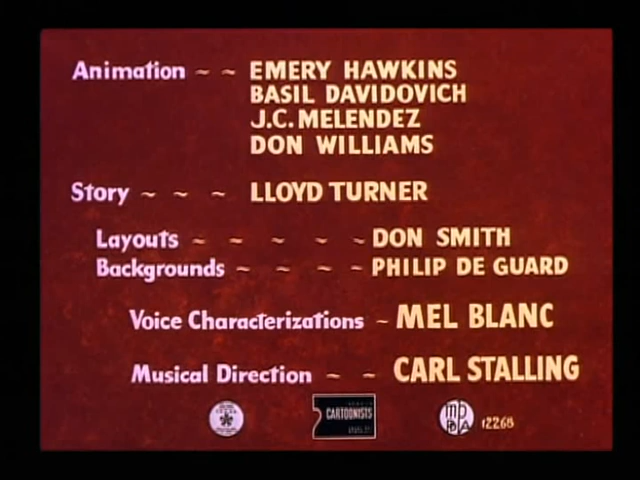 Animation ~ ~ EMERY HAWKINS
BASIL DAVIDOVICH
J.C. MELENDEZ
DON WILLIAMS
Story ~ ~ ~ LLOYD TURNER
Layouts ~ ~ ~ ~ ~ DON SMITH
Backgrounds ~ ~ ~ ~ PHILIP DE GUARD
Voice Characterizations ~ MEL BLANC
Musical Direction ~ ~ CARL STALLING
CARTOONISTS
12268